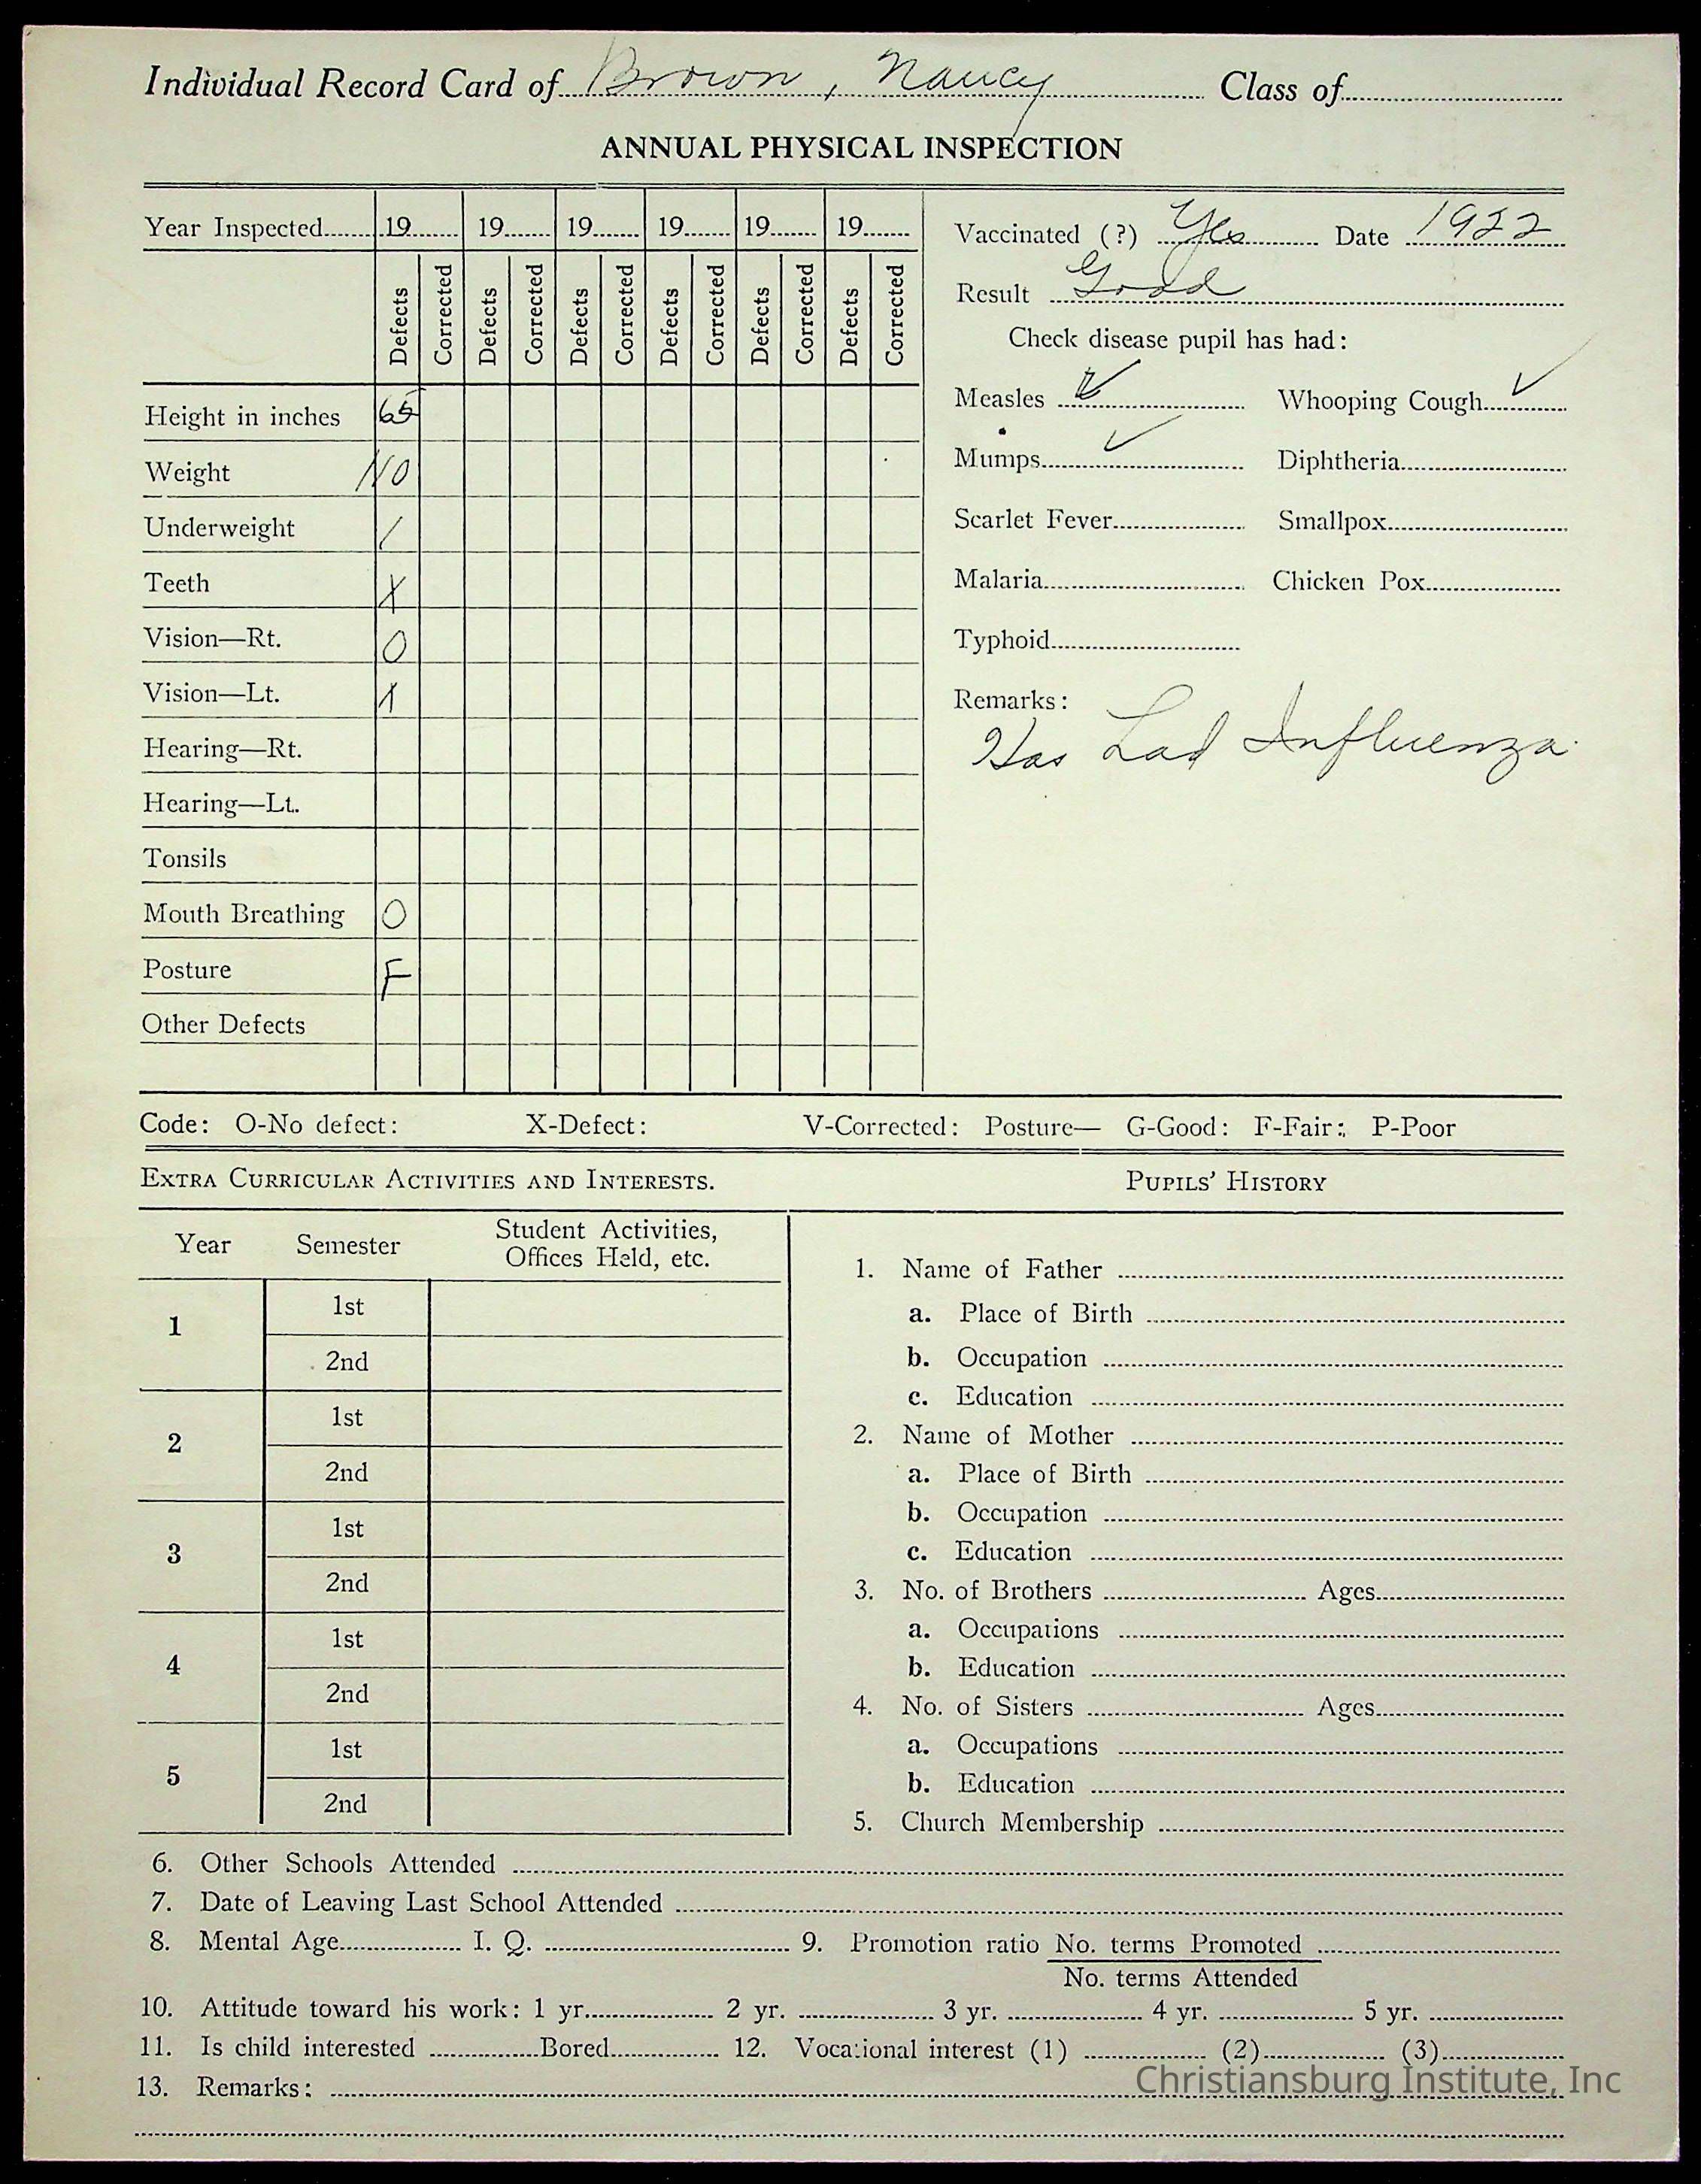 Individual Record Card of Brown, Nancy Class of
ANNUAL PHYSICAL INSPECTION
Year Inspected 19 19 19 19 19 19
Defects Corrected Defects Corrected Defects Corrected Defects Corrected Defects Corrected Defects Corrected
Height in inches 65
Weight 110
Underweight /
Teeth X
Vision—Rt. O
Vision—Lt. X
Hearing—Rt.
Hearing—Lt.
Tonsils
Mouth Breathing O
Posture F
Other Defects
Vaccinated (?) Yes Date 1922
Result Good
Check disease pupil has had:
Measles ✓ Whooping Cough ✓
Mumps ✓ Diphtheria
Scarlet Fever Smallpox
Malaria Chicken Pox
Typhoid
Remarks:
Has had Influenza.
Code: O-No defect: X-Defect: V-Corrected: Posture— G-Good: F-Fair: P-Poor
EXTRA CURRICULAR ACTIVITIES AND INTERESTS.
Year Semester Student Activities,
Offices Held, etc.
1 1st
2nd
2 1st
2nd
3 1st
2nd
4 1st
2nd
5 1st
2nd
PUPILS' HISTORY
1. Name of Father
a. Place of Birth
b. Occupation
c. Education
2. Name of Mother
a. Place of Birth
b. Occupation
c. Education
3. No. of Brothers Ages
a. Occupations
b. Education
4. No. of Sisters Ages
a. Occupations
b. Education
5. Church Membership
6. Other Schools Attended
7. Date of Leaving Last School Attended
8. Mental Age I. Q. 9. Promotion ratio No. terms Promoted
No. terms Attended
10. Attitude toward his work: 1 yr. 2 yr. 3 yr. 4 yr. 5 yr.
11. Is child interested Bored 12. Vocational interest (1) (2) (3)
13. Remarks:
Christiansburg Institute, Inc